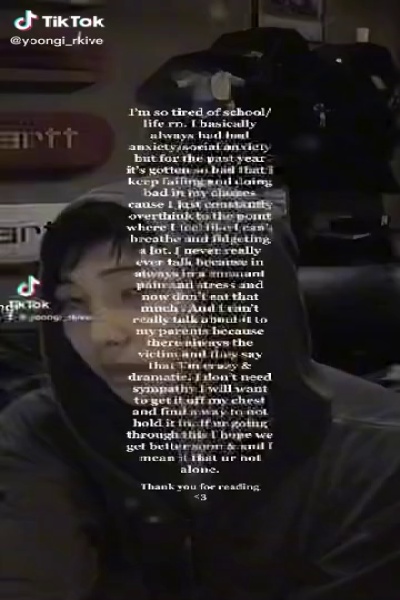 TikTok
@yoongi_rkive
I'm so tired of school/
life rn. I basically
always had bad
anxiety/social anxiety
but for the past year
it's gotten so bad that I
keep failing and doing
bad in my classes
cause I just constantly
overthink to the point
where I feel like I can't
breathe and fidgeting
a lot. I never really
ever talk because in
always in a
pain and stress and
now don't eat that
much. And I can't
really talk about it to
my parents because
there always the
victim and they say
that I'm crazy &
dramatic. I don't need
sympathy I will want
to get it off my chest
and find a way to not
hold it in. If ur going
through this I hope we
get better soon & and I
mean it that ur not
alone.
Thank you for reading
<3
TikTok
@yoongi_rkive